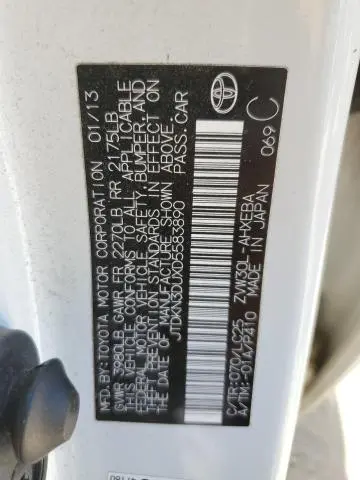 MFD. BY: TOYOTA MOTOR CORPORATION 01/13
GVWR 3980LB GAWR FR 2270LB RR 2175LB
THIS VEHICLE CONFORMS TO ALL APPLICABLE
FEDERAL MOTOR VEHICLE SAFETY, BUMPER, AND
THEFT PREVENTION STANDARDS IN EFFECT ON
THE DATE OF MANUFACTURE SHOWN ABOVE.
JTDKN3DUXD5583890 PASS. CAR
C/TR: 070/LC25 ZVW30L-AHXEBA
A/TM: -01A/P410 MADE IN JAPAN 069 C